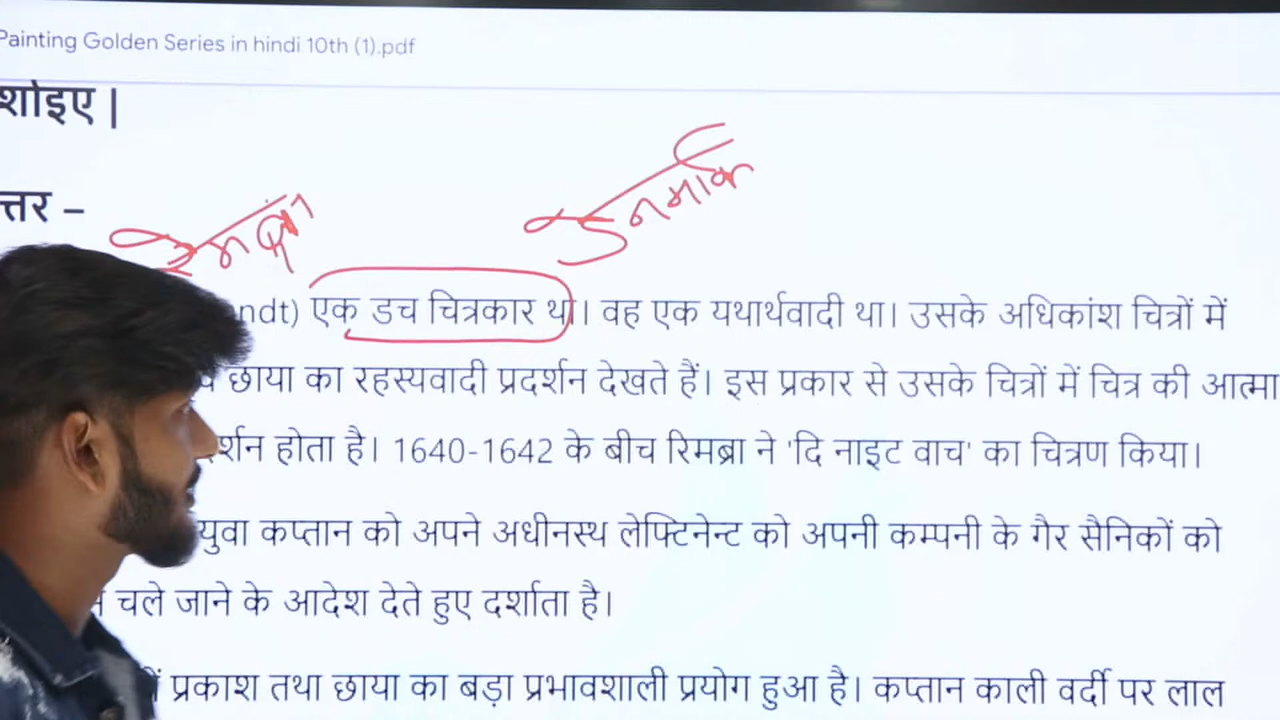 Painting Golden Series in hindi 10th (1).pdf
शाइए |
त्तर –
डेनमार्क
ndt) एक डच चित्रकार था। वह एक यथार्थवादी था। उसके अधिकांश चित्रों में
छाया का रहस्यवादी प्रदर्शन देखते हैं। इस प्रकार से उसके चित्रों में चित्र की आत्मा
र्शन होता है। 1640-1642 के बीच रिमब्रा ने 'दि नाइट वाच' का चित्रण किया।
युवा कप्तान को अपने अधीनस्थ लेफ्टिनेन्ट को अपनी कम्पनी के गैर सैनिकों को
चले जाने के आदेश देते हुए दर्शाता है।
में प्रकाश तथा छाया का बड़ा प्रभावशाली प्रयोग हुआ है। कप्तान काली वर्दी पर लाल